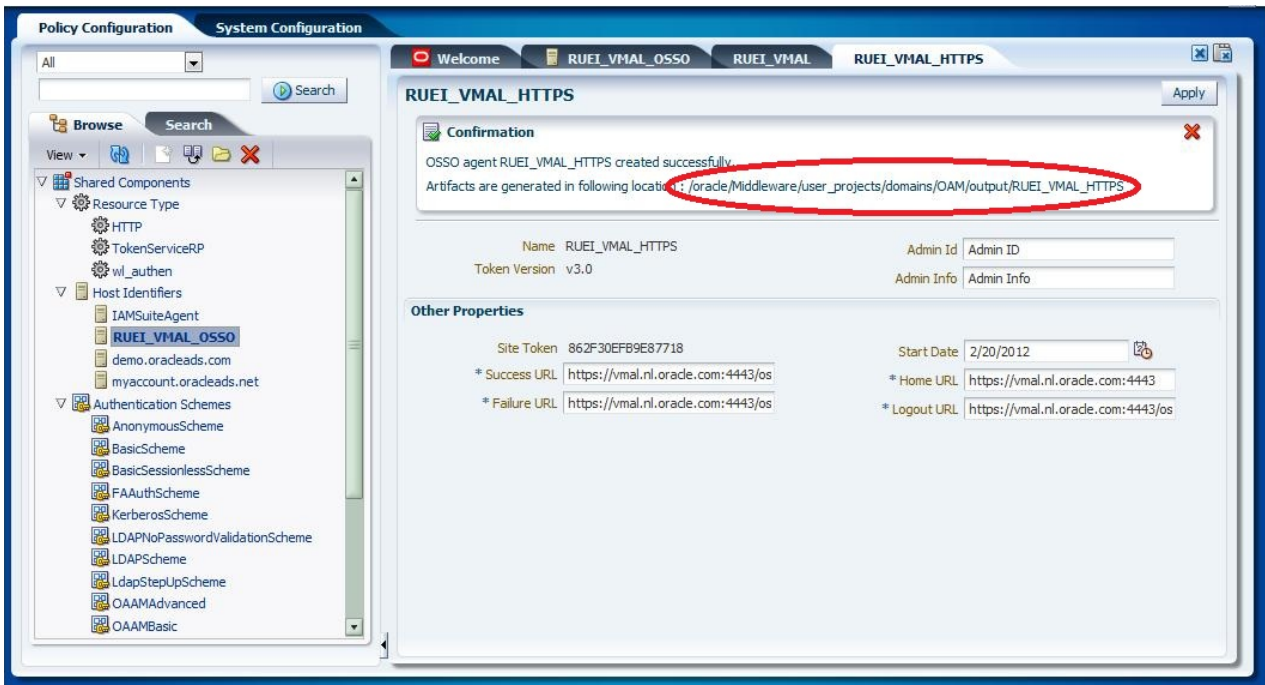 Policy Configuration System Configuration
All
Search
Browse Search
View
Shared Components
Resource Type
HTTP
TokenServiceRP
wl_authen
Host Identifiers
IAMSuiteAgent
RUEI_VMAL_OSSO
demo.oracleads.com
myaccount.oracleads.net
Authentication Schemes
AnonymousScheme
BasicScheme
BasicSessionlessScheme
FAAuthScheme
KerberosScheme
LDAPNoPasswordValidationScheme
LDAPScheme
LdapStepUpScheme
OAAMAdvanced
OAAMBasic
Welcome RUEI_VMAL_OSSO RUEI_VMAL RUEI_VMAL_HTTPS
RUEI_VMAL_HTTPS Apply
Confirmation
OSSO agent RUEI_VMAL_HTTPS created successfully.
Artifacts are generated in following location : /oracle/Middleware/user_projects/domains/OAM/output/RUEI_VMAL_HTTPS
Name RUEI_VMAL_HTTPS
Token Version v3.0
Admin Id Admin ID
Admin Info Admin Info
Other Properties
Site Token 862F30EFB9E87718
* Success URL https://vmal.nl.oracle.com:4443/os
* Failure URL https://vmal.nl.oracle.com:4443/os
Start Date 2/20/2012
* Home URL https://vmal.nl.oracle.com:4443
* Logout URL https://vmal.nl.oracle.com:4443/os